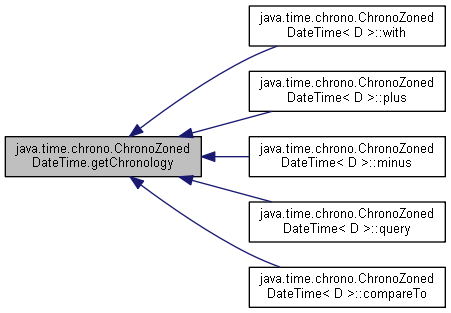 java.time.chrono.ChronoZoned
DateTime.getChronology
java.time.chrono.ChronoZoned
DateTime< D >::with
java.time.chrono.ChronoZoned
DateTime< D >::plus
java.time.chrono.ChronoZoned
DateTime< D >::minus
java.time.chrono.ChronoZoned
DateTime< D >::query
java.time.chrono.ChronoZoned
DateTime< D >::compareTo